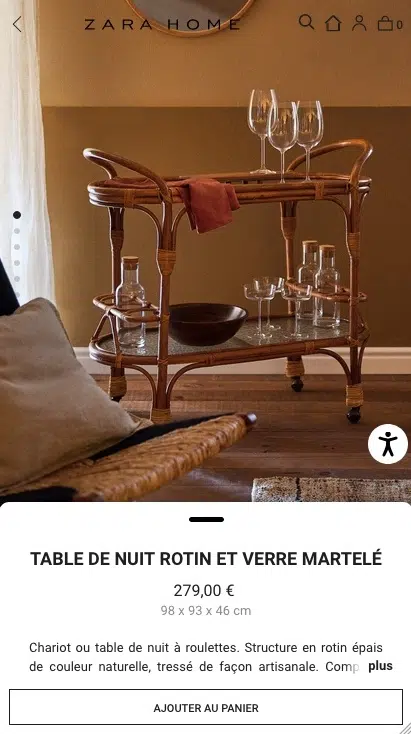 ZARA HOME
0
TABLE DE NUIT ROTIN ET VERRE MARTELÉ
279,00 €
98 x 93 x 46 cm
Chariot ou table de nuit à roulettes. Structure en rotin épais
de couleur naturelle, tressé de façon artisanale. Comp plus
AJOUTER AU PANIER